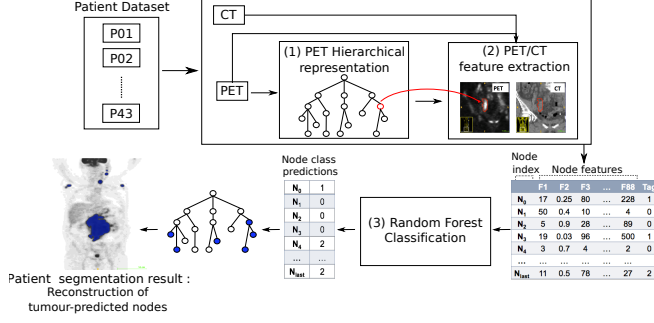 Patient Dataset
P01
P02
P43
CT
PET
(1) PET Hierarchical
representation
(2) PET/CT
feature extraction
PET
CT
Node
index
Node features
F1 F2 F3 ... F88 Tag
N0 17 0.25 80 ... 228 1
N1 50 0.4 10 ... 4 0
N2 5 0.9 28 ... 89 0
N3 19 0.03 96 ... 500 1
N4 3 0.7 4 ... 2 0
... ... ... ... ... ...
Nlast 11 0.5 78 ... 27 2
(3) Random Forest
Classification
Node class
predictions
N0 1
N1 0
N2 0
N3 0
N4 2
... ...
Nlast 2
Patient segmentation result :
Reconstruction of
tumour-predicted nodes